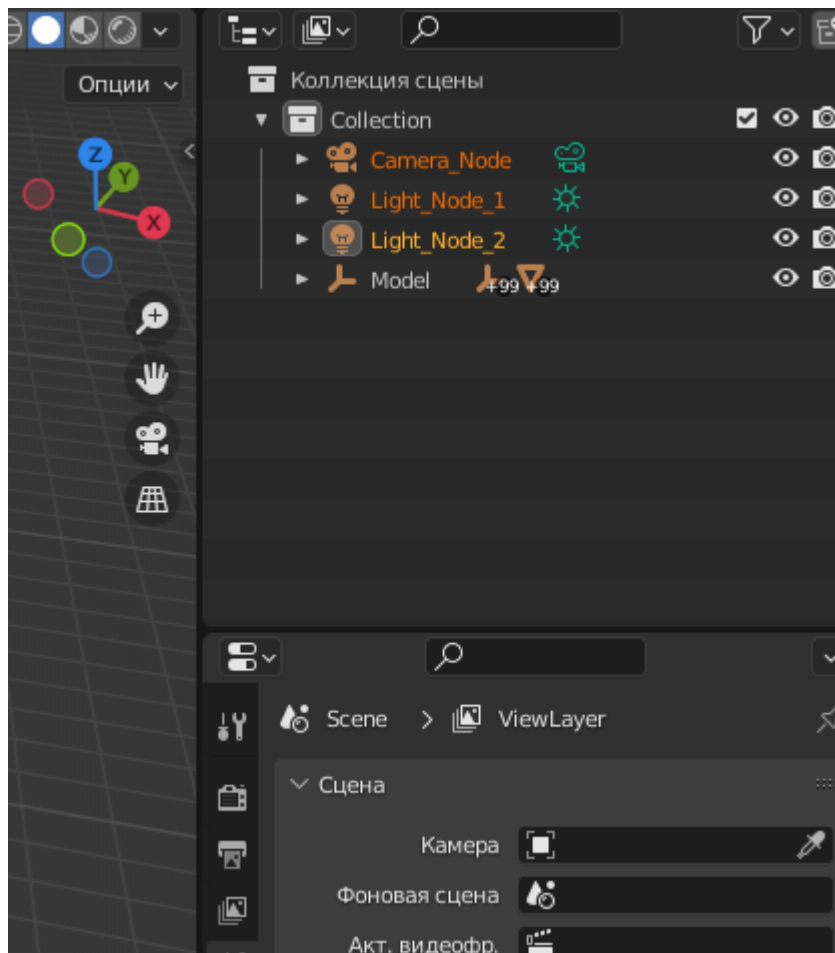 Опции
Коллекция сцены
Collection
Z
Y
X
Camera_Node
Light_Node_1
Light_Node_2
Model +99 +99
Scene > ViewLayer
Сцена
Камера
Фоновая сцена
Акт. видеофр.